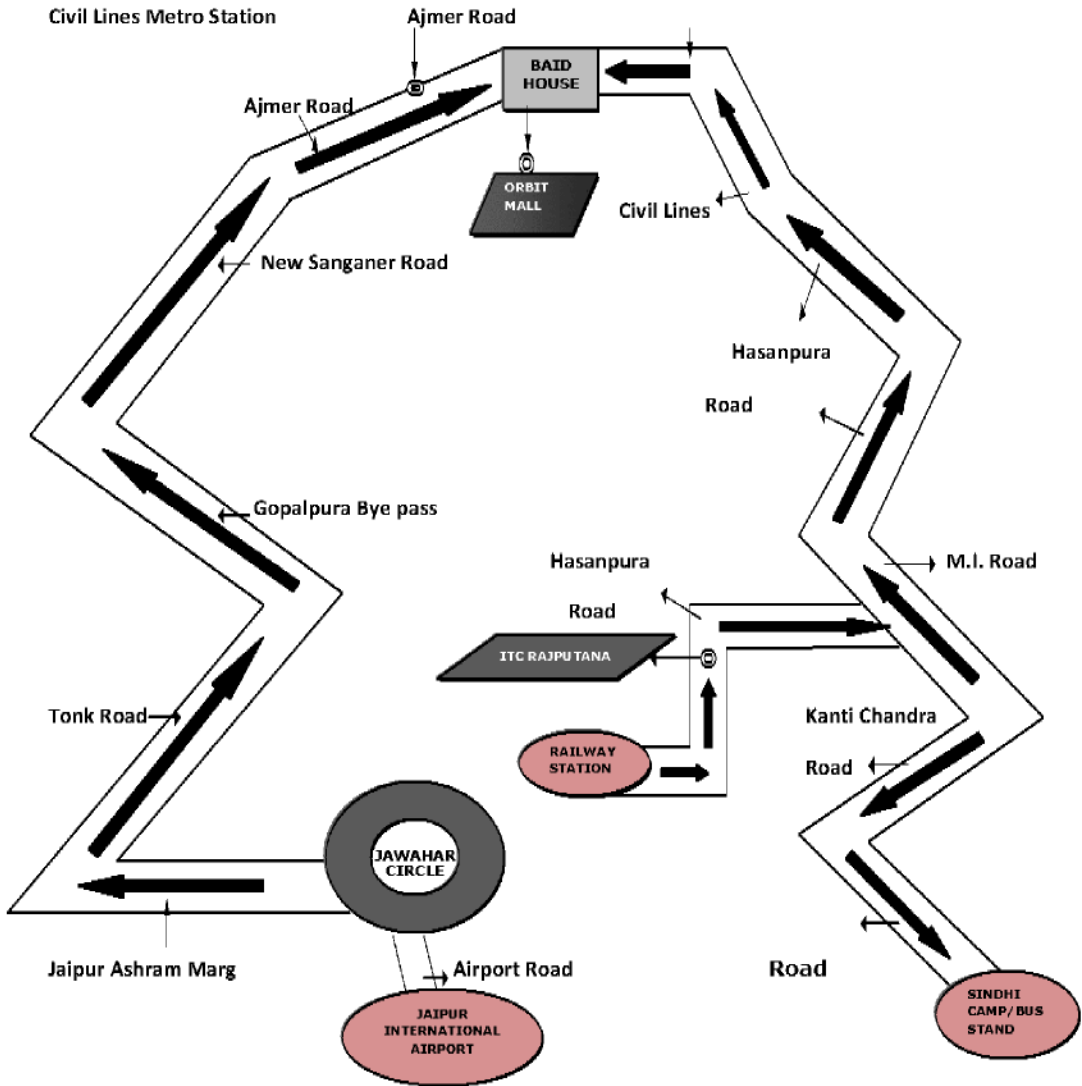 Civil Lines Metro Station
Ajmer Road
BAID
HOUSE
Ajmer Road
ORBIT
MALL
Civil Lines
New Sanganer Road
Hasanpura
Road
Gopalpura Bye pass
Hasanpura
Road
M.I. Road
ITC RAJPUTANA
Tonk Road
Kanti Chandra
Road
RAILWAY
STATION
JAWAHAR
CIRCLE
Jaipur Ashram Marg
Airport Road
Road
JAIPUR
INTERNATIONAL
AIRPORT
SINDHI
CAMP/BUS
STAND